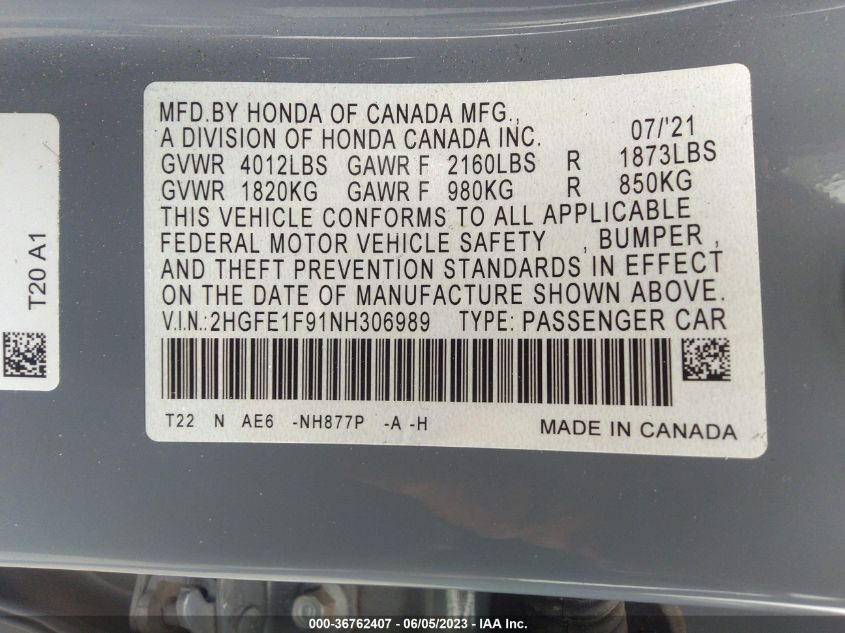 MFD.BY HONDA OF CANADA MFG.,
A DIVISION OF HONDA CANADA INC. 07/'21
GVWR 4012LBS GAWR F 2160LBS R 1873LBS
GVWR 1820KG GAWR F 980KG R 850KG
THIS VEHICLE CONFORMS TO ALL APPLICABLE
FEDERAL MOTOR VEHICLE SAFETY , BUMPER ,
AND THEFT PREVENTION STANDARDS IN EFFECT
ON THE DATE OF MANUFACTURE SHOWN ABOVE.
V.I.N.:2HGFE1F91NH306989 TYPE: PASSENGER CAR
T22 N AE6 -NH877P -A -H MADE IN CANADA
T20 A1
000-36762407 - 06/05/2023 - IAA Inc.